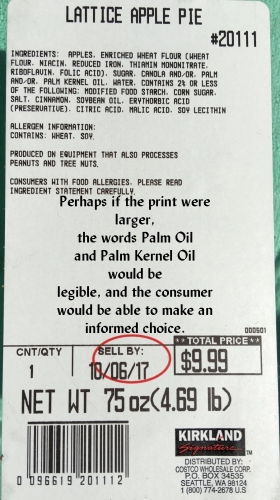 LATTICE APPLE PIE
#20111
INGREDIENTS: APPLES. ENRICHED WHEAT FLOUR (WHEAT
FLOUR. NIACIN. REDUCED IRON. THIAMIN MONONITRATE.
RIBOFLAVIN. FOLIC ACID). SUGAR. CANOLA AND/OR. PALM
AND/OR. PALM KERNEL OIL. WATER. CONTAINS 2% OR LESS
OF THE FOLLOWING: MODIFIED FOOD STARCH. CORN SUGAR.
SALT. CINNAMON. SOYBEAN OIL. ERYTHORBIC ACID
(PRESERVATIVE). CITRIC ACID. MALIC ACID. SOY LECITHIN
ALLERGEN INFORMATION:
CONTAINS: WHEAT. SOY.
PRODUCED ON EQUIPMENT THAT ALSO PROCESSES
PEANUTS AND TREE NUTS.
CONSUMERS WITH FOOD ALLERGIES. PLEASE READ
INGREDIENT STATEMENT CAREFULLY.
Perhaps if the print were
larger,
the words Palm Oil
and Palm Kernel Oil
would be
legible, and the consumer
would be able to make an
informed choice.
000501
CNT/QTY SELL BY: **TOTAL PRICE**
1 10/06/17 $9.99
NET WT 75 oz(4.69 lb)
KIRKLAND
Signature
DISTRIBUTED BY:
COSTCO WHOLESALE CORP.
P.O. BOX 34535
SEATTLE, WA 98124
1 (800) 774-2678 U.S
0 096619 201112